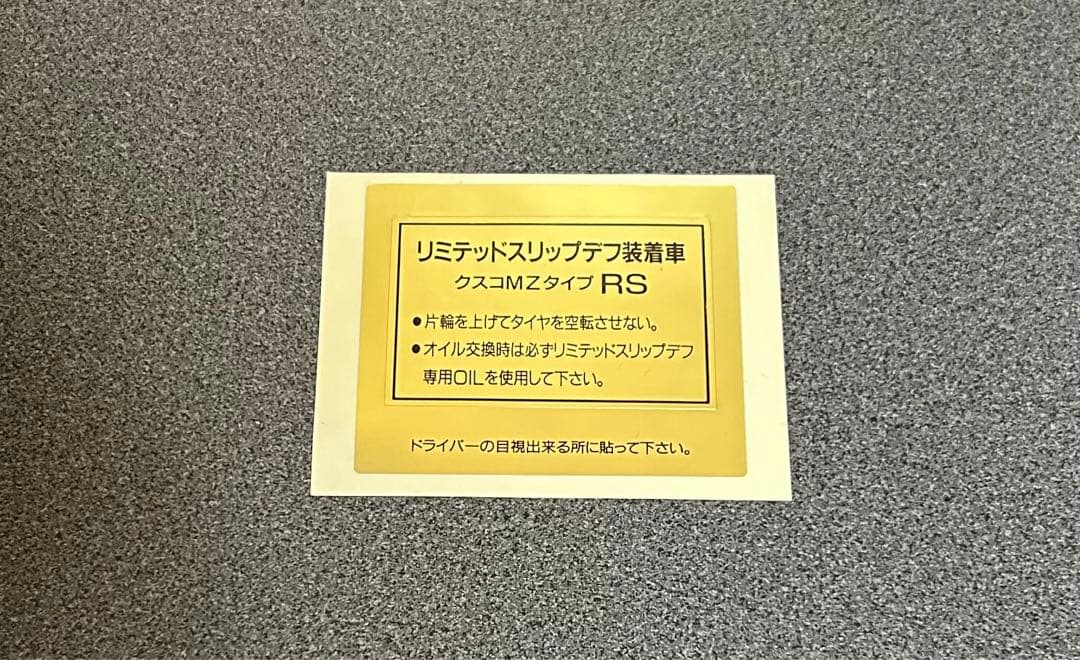 リミテッドスリップデフ装着車
クスコMZタイプ RS
●片輪を上げてタイヤを空転させない。
●オイル交換時は必ずリミテッドスリップデフ
専用OILを使用して下さい。
ドライバーの目視出来る所に貼って下さい。